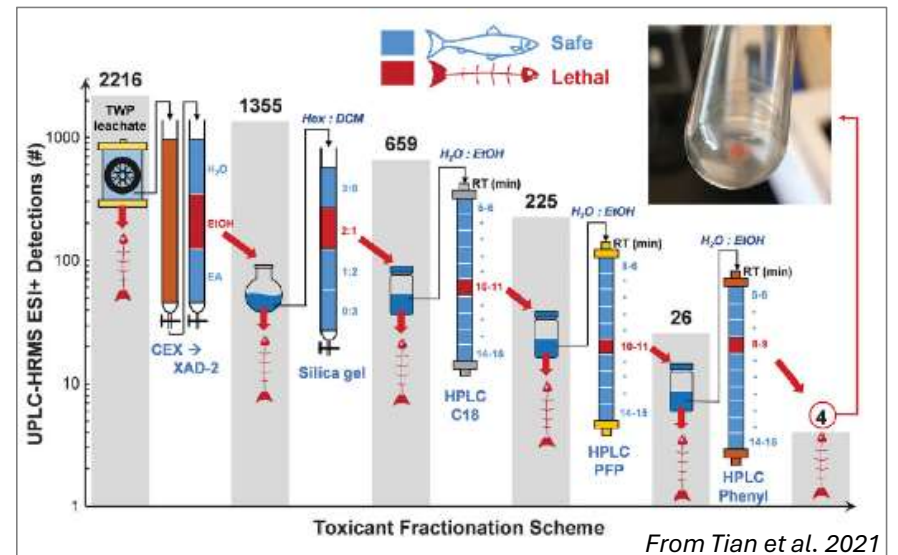 Safe
Lethal
2216
1355
659
225
26
4
TWP
leachate
H₂O
EtOH
EA
CEX →
XAD-2
Hex : DCM
3:0
2:1
1:2
0:3
Silica gel
H₂O : EtOH
RT (min)
5-6
10-11
14-15
HPLC
C18
H₂O : EtOH
RT (min)
5-6
10-11
14-15
HPLC
PFP
H₂O : EtOH
RT (min)
5-6
8-9
14-15
HPLC
Phenyl
UPLC-HRMS ESI+ Detections (#)
1000
100
10
1
Toxicant Fractionation Scheme
From Tian et al. 2021